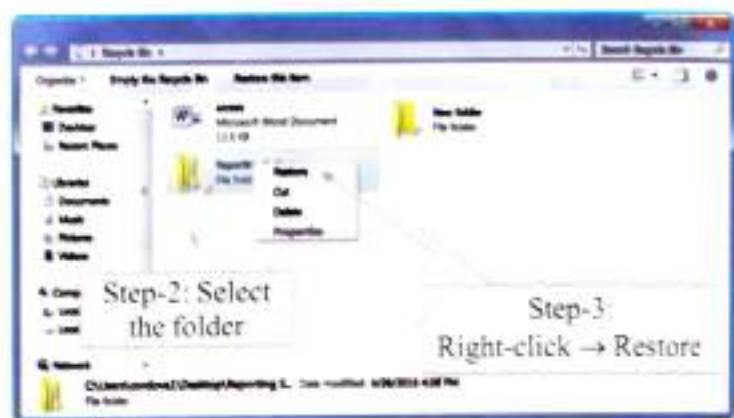 Recycle Bin
Search Recycle Bin
Organize
Empty the Recycle Bin
Restore this item
Favorites
Desktop
Recent Places
Libraries
Documents
Music
Pictures
Videos
Network
Microsoft Word Document
New folder
File folder
Restore
Cut
Delete
Properties
Step-2: Select
the folder
Step-3:
Right-click → Restore
Date modified:
File folder